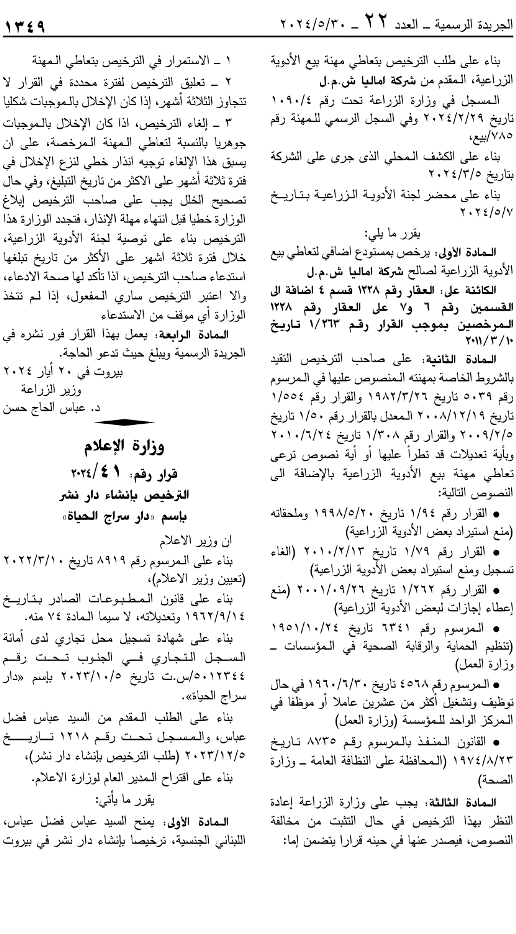 الجريدة الرسمية ــ العدد ٢٢ ــ ٢٠٢٤/٥/٣٠
١٣٤٩
بناء على طلب الترخيص بتعاطي مهنة بيع الأدوية
الزراعية، المقدم من شركة اماليا ش.م.ل
المسجل في وزارة الزراعة تحت رقم ١٠٩٠/٤
تاريخ ٢٠٢٤/٢/٢٩ وفي السجل الرسمي للمهنة رقم
٧٨٥/بيع،
بناء على الكشف المحلي الذى جرى على الشركة
بتاريخ ٢٠٢٤/٣/٥
بناء على محضر لجنة الأدوية الزراعية بتاريخ
٢٠٢٤/٥/٧
يقرر ما يلي:
المادة الأولى: يرخص بمستودع اضافي لتعاطي بيع
الأدوية الزراعية لصالح شركة اماليا ش.م.ل
الكائنة على: العقار رقم ١٢٢٨ قسم ٤ اضافة الى
القسمين رقم ٦ و٧ على العقار رقم ١٢٢٨
المرخصين بموجب القرار رقم ١/٢٦٣ تاريخ
٢٠١١/٣/١٠
المادة الثانية: على صاحب الترخيص التقيد
بالشروط الخاصة بمهنته المنصوص عليها في المرسوم
رقم ٥٠٣٩ تاريخ ١٩٨٢/٣/٢٦ والقرار رقم ١/٥٥٤
تاريخ ٢٠٠٨/١٢/١٩ المعدل بالقرار رقم ١/٥٠ تاريخ
٢٠٠٩/٢/٥ والقرار رقم ١/٣٠٨ تاريخ ٢٠١٠/٦/٢٤
وبأية تعديلات قد تطرأ عليها أو أية نصوص ترعى
تعاطي مهنة بيع الأدوية الزراعية بالإضافة الى
النصوص التالية:
● القرار رقم ١/٩٤ تاريخ ١٩٩٨/٥/٢٠ وملحقاته
(منع استيراد بعض الأدوية الزراعية)
● القرار رقم ١/٧٩ تاريخ ٢٠١٠/٢/١٣ (الغاء
تسجيل ومنع استيراد بعض الأدوية الزراعية)
● القرار رقم ١/٢٦٢ تاريخ ٢٠٠١/٠٩/٢٦ (منع
إعطاء إجازات لبعض الأدوية الزراعية)
● المرسوم رقم ٦٣٤١ تاريخ ١٩٥١/١٠/٢٤
(تنظيم الحماية والرقابة الصحية في المؤسسات ــ
وزارة العمل)
● المرسوم رقم ٤٥٦٨ تاريخ ١٩٦٠/٦/٣٠ في حال
توظيف وتشغيل أكثر من عشرين عاملا أو موظفا في
المركز الواحد للمؤسسة (وزارة العمل)
● القانون المنفذ بالمرسوم رقم ٨٧٣٥ تاريخ
١٩٧٤/٨/٢٣ (المحافظة على النظافة العامة ــ وزارة
الصحة)
المادة الثالثة: يجب على وزارة الزراعة إعادة
النظر بهذا الترخيص في حال التثبت من مخالفة
النصوص، فيصدر عنها في حينه قرارا يتضمن إما:
١ ــ الاستمرار في الترخيص بتعاطي المهنة
٢ ــ تعليق الترخيص لفترة محددة في القرار لا
تتجاوز الثلاثة أشهر، إذا كان الإخلال بالموجبات شكليا
٣ ــ إلغاء الترخيص، اذا كان الإخلال بالموجبات
جوهريا بالنسبة لتعاطي المهنة المرخصة، على ان
يسبق هذا الإلغاء توجيه انذار خطي لنزع الإخلال في
فترة ثلاثة أشهر على الاكثر من تاريخ التبليغ، وفي حال
تصحيح الخلل يجب على صاحب الترخيص إبلاغ
الوزارة خطيا قبل انتهاء مهلة الإنذار، فتجدد الوزارة هذا
الترخيص بناء على توصية لجنة الأدوية الزراعية،
خلال فترة ثلاثة اشهر على الأكثر من تاريخ تبلغها
استدعاء صاحب الترخيص، اذا تأكد لها صحة الادعاء،
والا اعتبر الترخيص ساري المفعول، إذا لم تتخذ
الوزارة أي موقف من الاستدعاء
المادة الرابعة: يعمل بهذا القرار فور نشره في
الجريدة الرسمية ويبلغ حيث تدعو الحاجة.
بيروت في ٢٠ أيار ٢٠٢٤
وزير الزراعة
د. عباس الحاج حسن
وزارة الإعلام
قرار رقم: ٢٠٢٤/٤١
الترخيص بإنشاء دار نشر
بإسم «دار سراج الحياة»
ان وزير الاعلام
بناء على المرسوم رقم ٨٩١٩ تاريخ ٢٠٢٢/٣/١٠
(تعيين وزير الاعلام)،
بناء على قانون المطبوعات الصادر بتاريخ
١٩٦٢/٩/١٤ وتعديلاته، لا سيما المادة ٧٤ منه.
بناء على شهادة تسجيل محل تجاري لدى أمانة
السجل التجاري في الجنوب تحت رقم
٥٠١٢٣٤٤/س.ت تاريخ ٢٠٢٣/١٠/٥ بإسم «دار
سراج الحياة».
بناء على الطلب المقدم من السيد عباس فضل
عباس، والمسجل تحت رقم ١٢١٨ تاريخ
٢٠٢٣/١٢/٥ (طلب الترخيص بإنشاء دار نشر)،
بناء على اقتراح المدير العام لوزارة الاعلام.
يقرر ما يأتي:
المادة الأولى: يمنح السيد عباس فضل عباس،
اللبناني الجنسية، ترخيصا بإنشاء دار نشر في بيروت